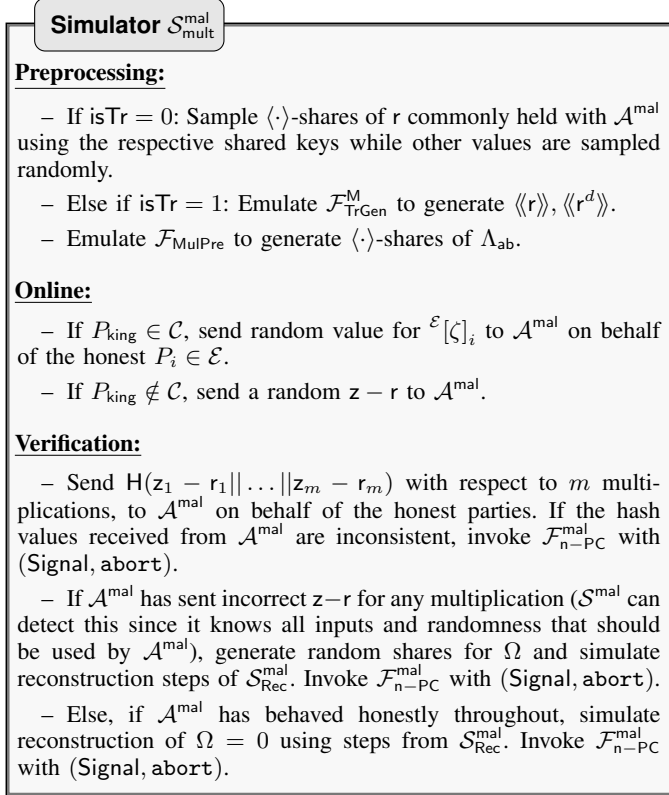 Simulator S^mal_mult
Preprocessing:
– If isTr = 0: Sample ⟨·⟩-shares of r commonly held with A^mal
using the respective shared keys while other values are sampled
randomly.
– Else if isTr = 1: Emulate F^M_TrGen to generate ⟪r⟫, ⟪r^d⟫.
– Emulate F_MulPre to generate ⟨·⟩-shares of Λ_ab.
Online:
– If P_king ∈ C, send random value for ^E[ζ]_i to A^mal on behalf
of the honest P_i ∈ E.
– If P_king ∉ C, send a random z − r to A^mal.
Verification:
– Send H(z_1 − r_1|| . . . ||z_m − r_m) with respect to m multi-
plications, to A^mal on behalf of the honest parties. If the hash
values received from A^mal are inconsistent, invoke F^mal_n−PC with
(Signal, abort).
– If A^mal has sent incorrect z−r for any multiplication (S^mal can
detect this since it knows all inputs and randomness that should
be used by A^mal), generate random shares for Ω and simulate
reconstruction steps of S^mal_Rec. Invoke F^mal_n−PC with (Signal, abort).
– Else, if A^mal has behaved honestly throughout, simulate
reconstruction of Ω = 0 using steps from S^mal_Rec. Invoke F^mal_n−PC
with (Signal, abort).